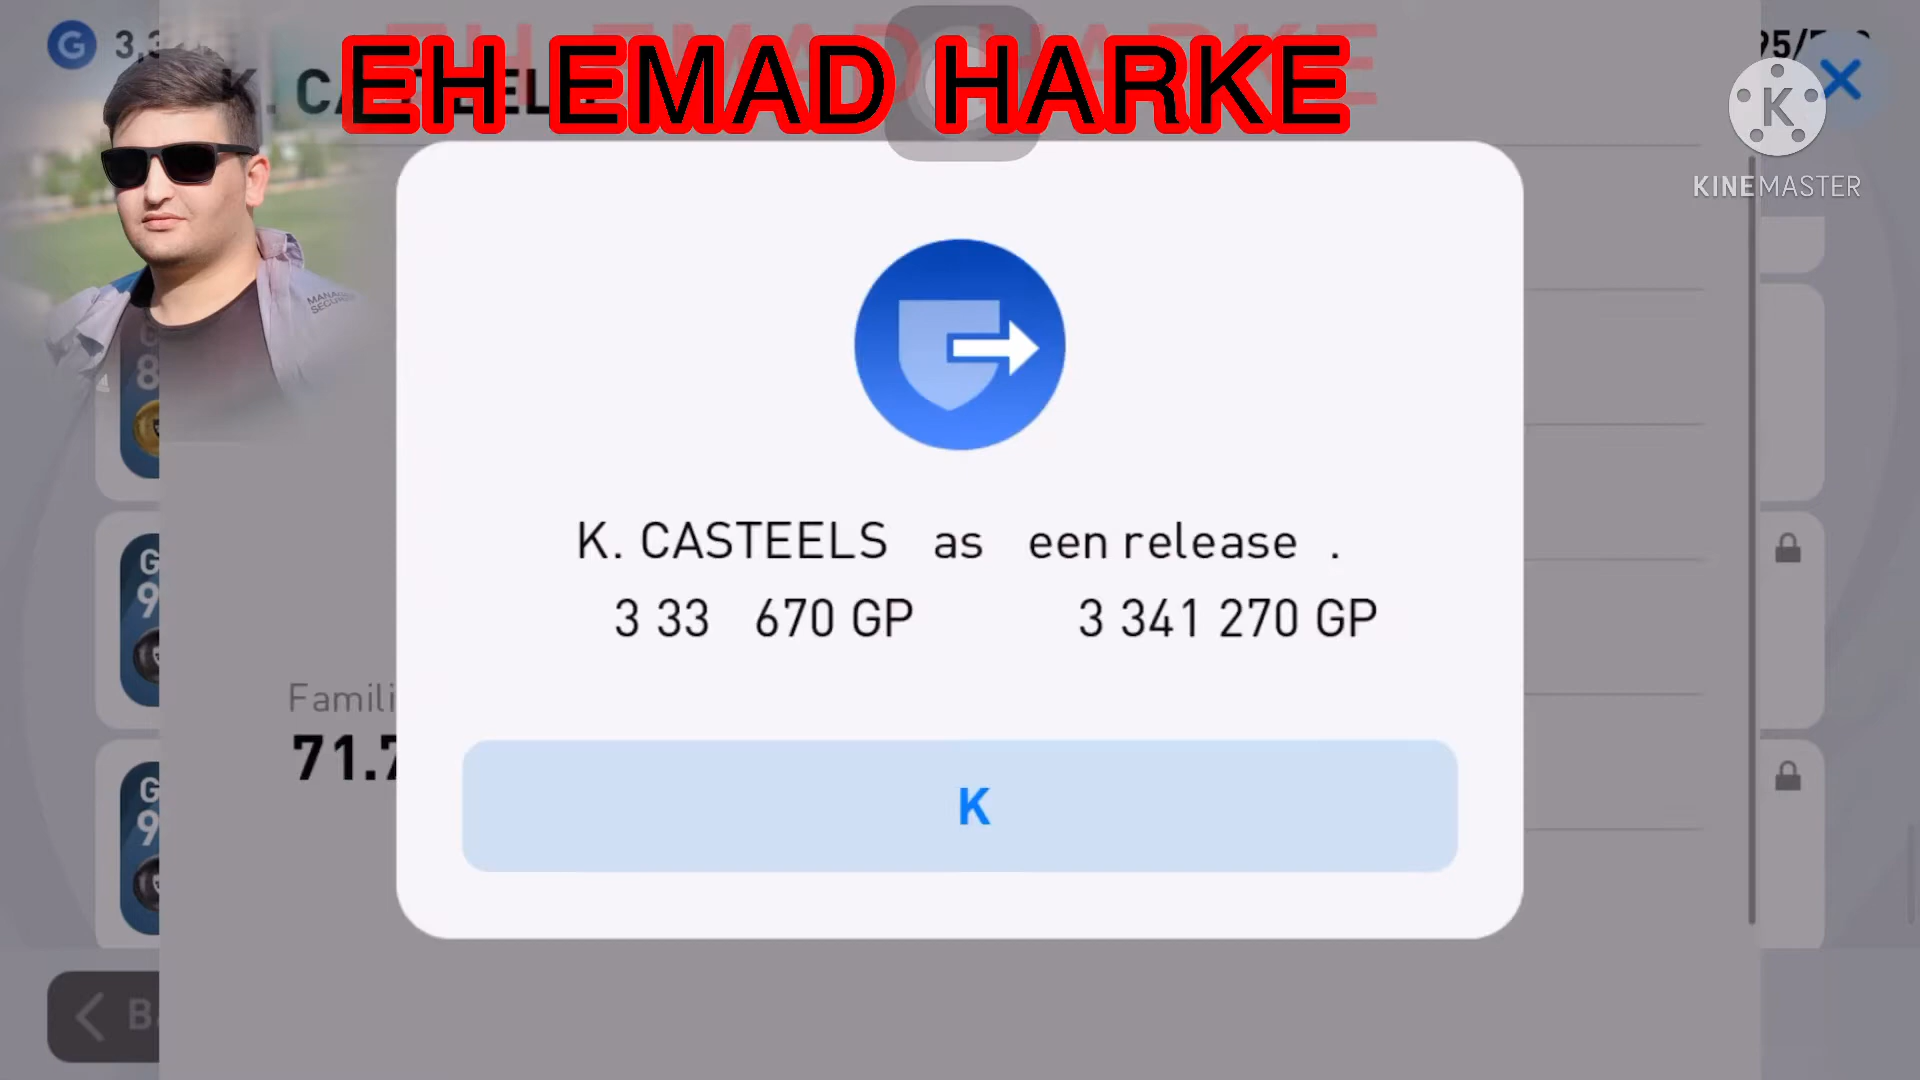 EH EMAD HARKE
KINEMASTER
K. CASTEELS as een release .
3 33 670 GP 3 341 270 GP
Famili
71.7
K